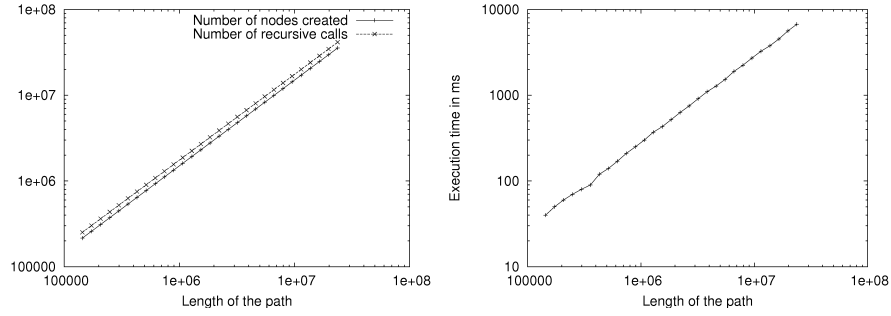 1e+08
Number of nodes created
Number of recursive calls
1e+07
1e+06
100000
100000
1e+06
1e+07
1e+08
Length of the path
10000
1000
100
10
Execution time in ms
100000
1e+06
1e+07
1e+08
Length of the path